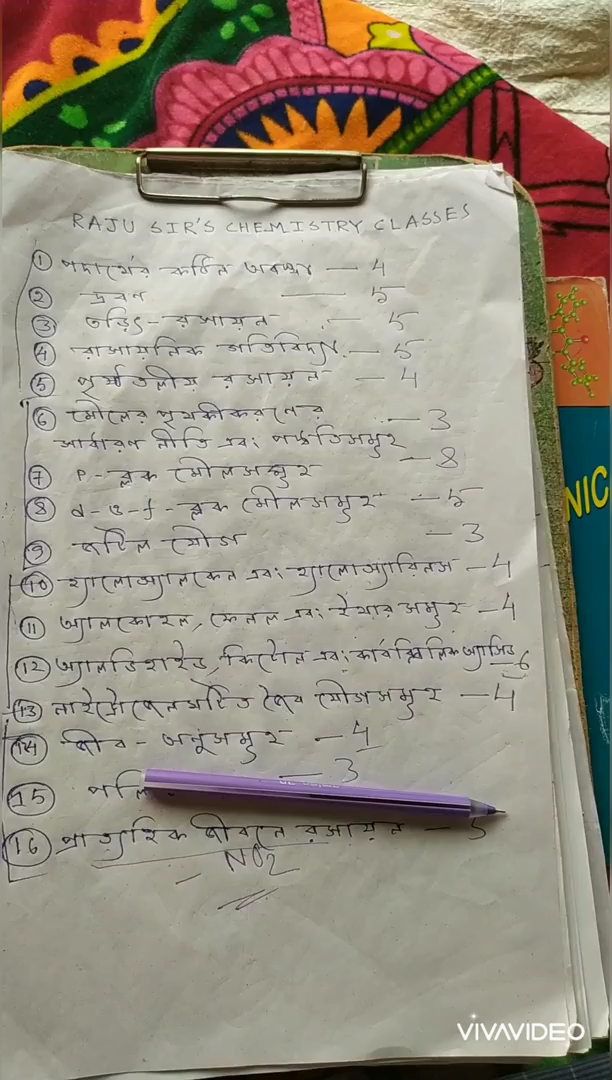 RAJU SIR'S CHEMISTRY CLASSES
① পদার্থের কঠিন অবস্থা — 4
② দ্রবণ — 5
③ তড়িৎ-রসায়ন — 5
④ রাসায়নিক গতিবিদ্যা — 5
⑤ পৃষ্ঠতলীয় রসায়ন — 4
⑥ মৌলের পৃথকীকরণের — 3
সাধারণ নীতি এবং পদ্ধতিসমূহ
⑦ P-ব্লক মৌলসমূহ — 8
⑧ d-ও-f-ব্লক মৌলসমূহ — 5
⑨ জটিল যৌগ — 3
⑩ হ্যালোঅ্যালকেন এবং হ্যালোঅ্যারিনস — 4
⑪ অ্যালকোহল, ফেনল এবং ইথার সমূহ — 4
⑫ অ্যালডিহাইড, কিটোন এবং কার্বক্সিলিক অ্যাসিড — 6
⑬ নাইট্রোজেনঘটিত জৈব যৌগসমূহ — 4
⑭ জীব-অনুসমূহ — 4
⑮ পলি — 3
⑯ প্রাত্যহিক জীবনে রসায়ন —
NO2
NIC
VIVAVIDEO